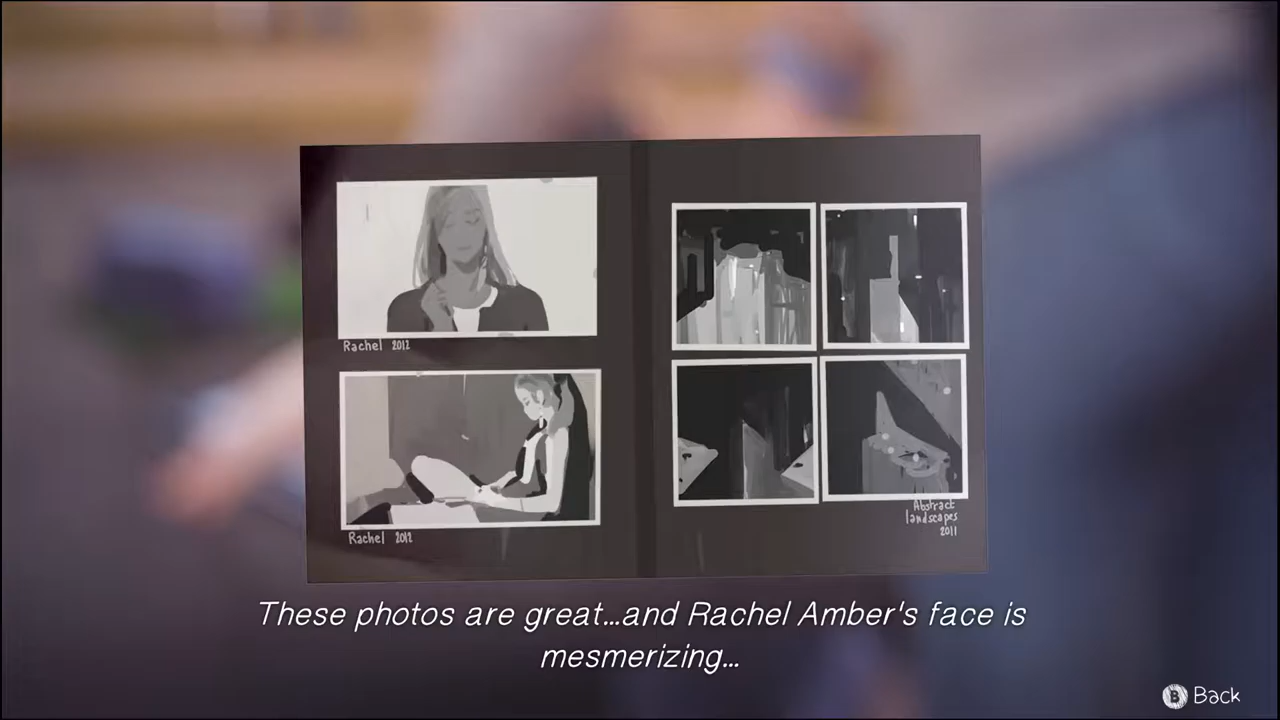 Rachel 2012
Rachel 2012
Abstract
landscapes
2011
These photos are great...and Rachel Amber's face is
mesmerizing...
B Back